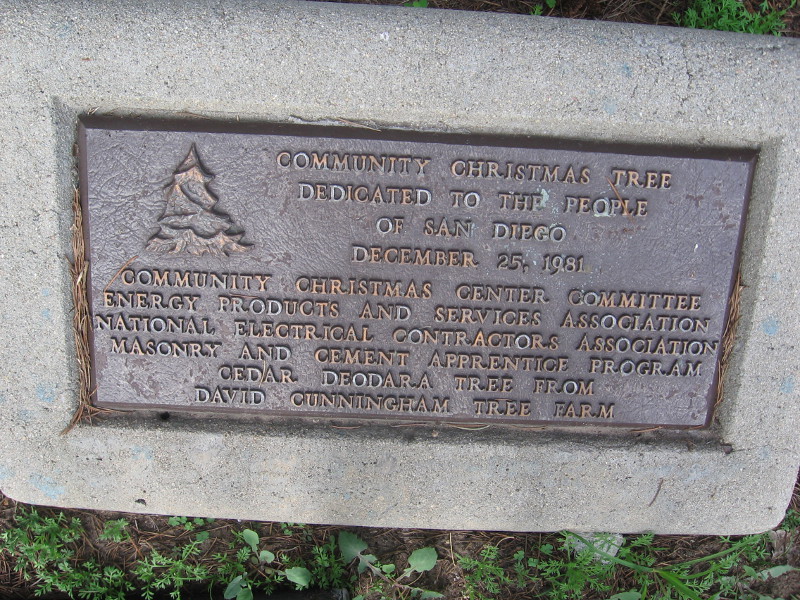 COMMUNITY CHRISTMAS TREE
DEDICATED TO THE PEOPLE
OF SAN DIEGO
DECEMBER 25, 1981
COMMUNITY CHRISTMAS CENTER COMMITTEE
ENERGY PRODUCTS AND SERVICES ASSOCIATION
NATIONAL ELECTRICAL CONTRACTORS ASSOCIATION
MASONRY AND CEMENT APPRENTICE PROGRAM
CEDAR DEODARA TREE FROM
DAVID CUNNINGHAM TREE FARM